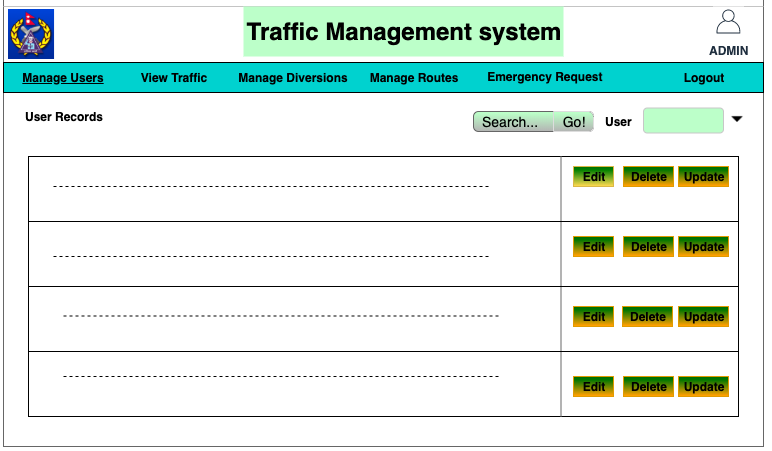 Traffic Management system
ADMIN
Manage Users View Traffic Manage Diversions Manage Routes Emergency Request Logout
User Records Search... Go! User
Edit Delete Update
Edit Delete Update
Edit Delete Update
Edit Delete Update